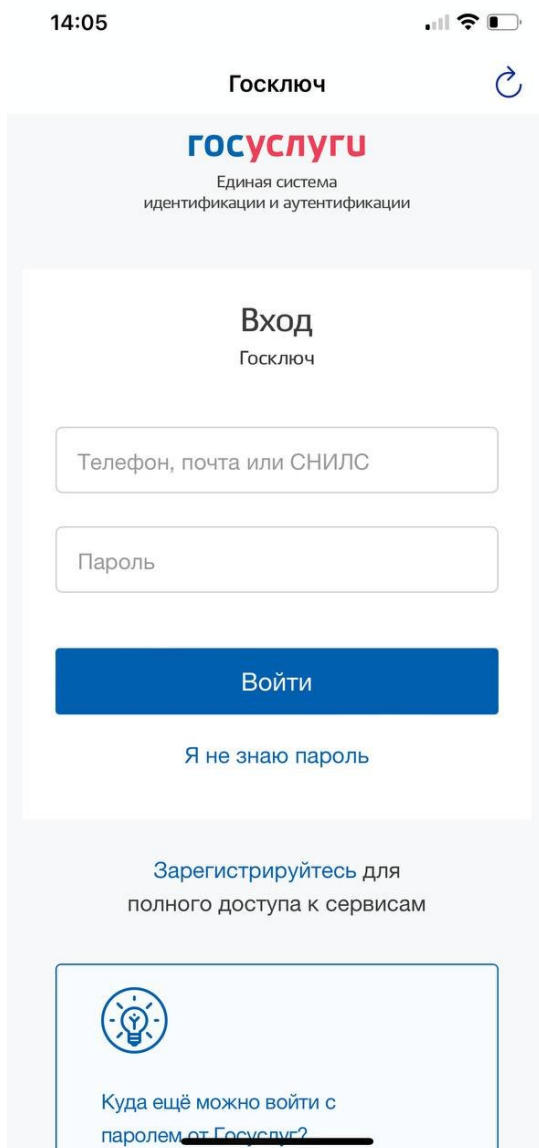 14:05
Госключ
госуслуги
Единая система
идентификации и аутентификации
Вход
Госключ
Телефон, почта или СНИЛС
Пароль
Войти
Я не знаю пароль
Зарегистрируйтесь для
полного доступа к сервисам
Куда ещё можно войти с
паролем от Госуслуг?